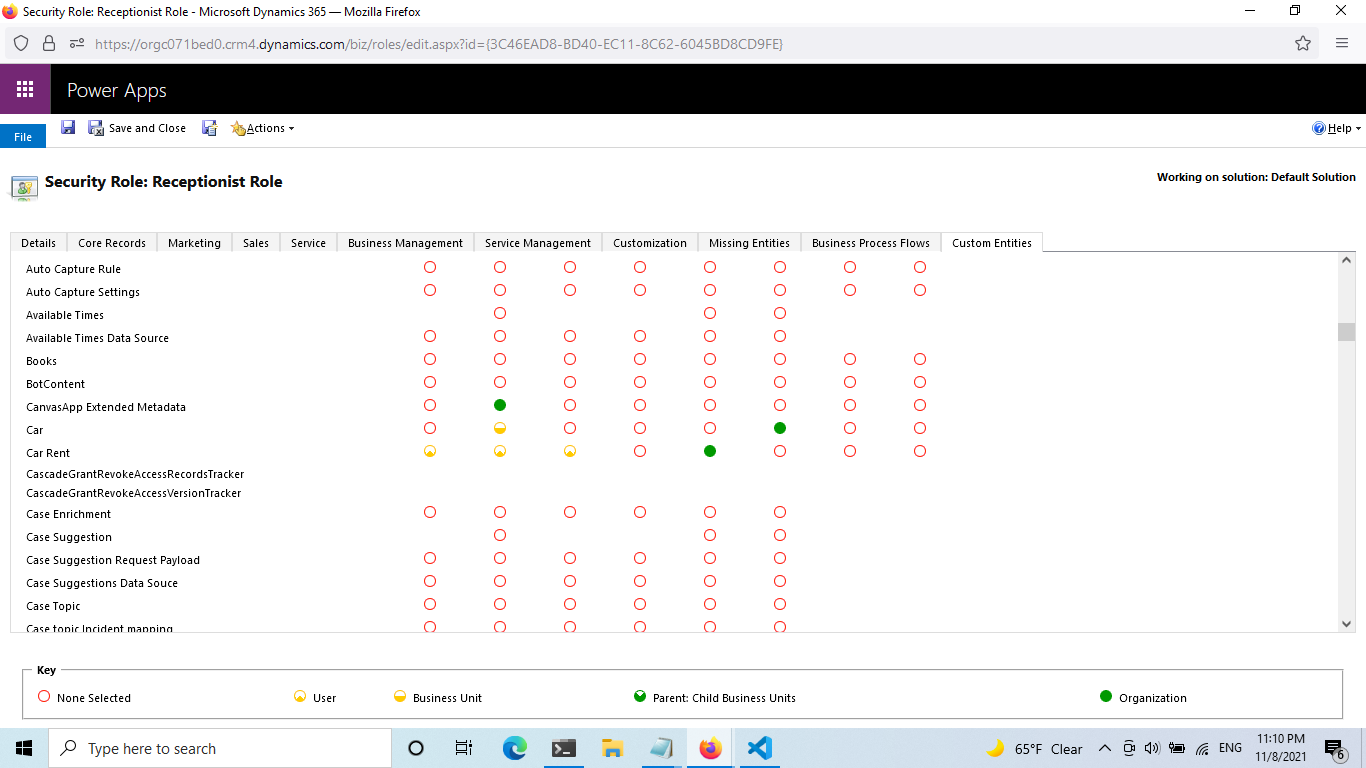 Security Role: Receptionist Role - Microsoft Dynamics 365 — Mozilla Firefox
https://orgc071bed0.crm4.dynamics.com/biz/roles/edit.aspx?id={3C46EAD8-BD40-EC11-8C62-6045BD8CD9FE}
Power Apps
File Save and Close Actions Help
Security Role: Receptionist Role
Working on solution: Default Solution
Details Core Records Marketing Sales Service Business Management Service Management Customization Missing Entities Business Process Flows Custom Entities
Auto Capture Rule
Auto Capture Settings
Available Times
Available Times Data Source
Books
BotContent
CanvasApp Extended Metadata
Car
Car Rent
CascadeGrantRevokeAccessRecordsTracker
CascadeGrantRevokeAccessVersionTracker
Case Enrichment
Case Suggestion
Case Suggestion Request Payload
Case Suggestions Data Souce
Case Topic
Case topic Incident mapping
Key
None Selected User Business Unit Parent: Child Business Units Organization
Type here to search 65°F Clear ENG 11:10 PM
11/8/2021 6